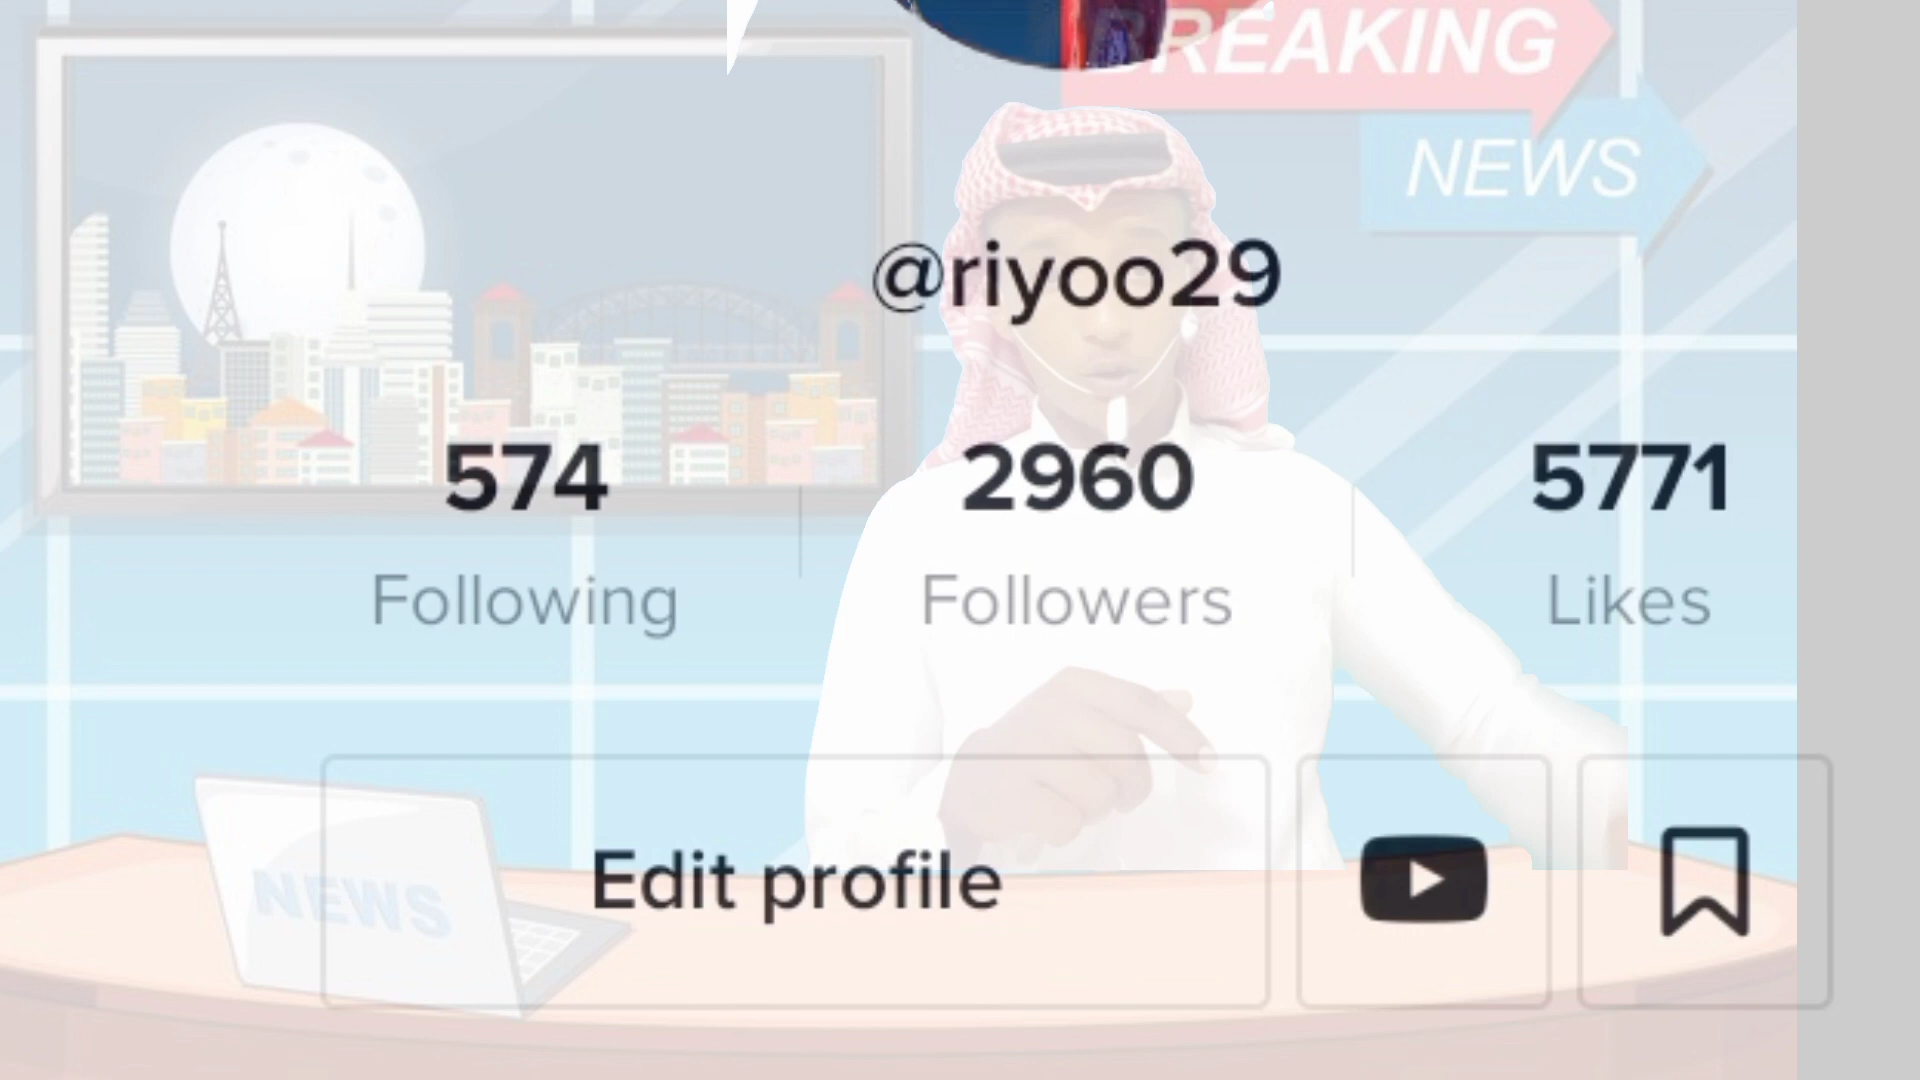 BREAKING
NEWS
@riyoo29
574 2960 5771
Following Followers Likes
Edit profile
NEWS